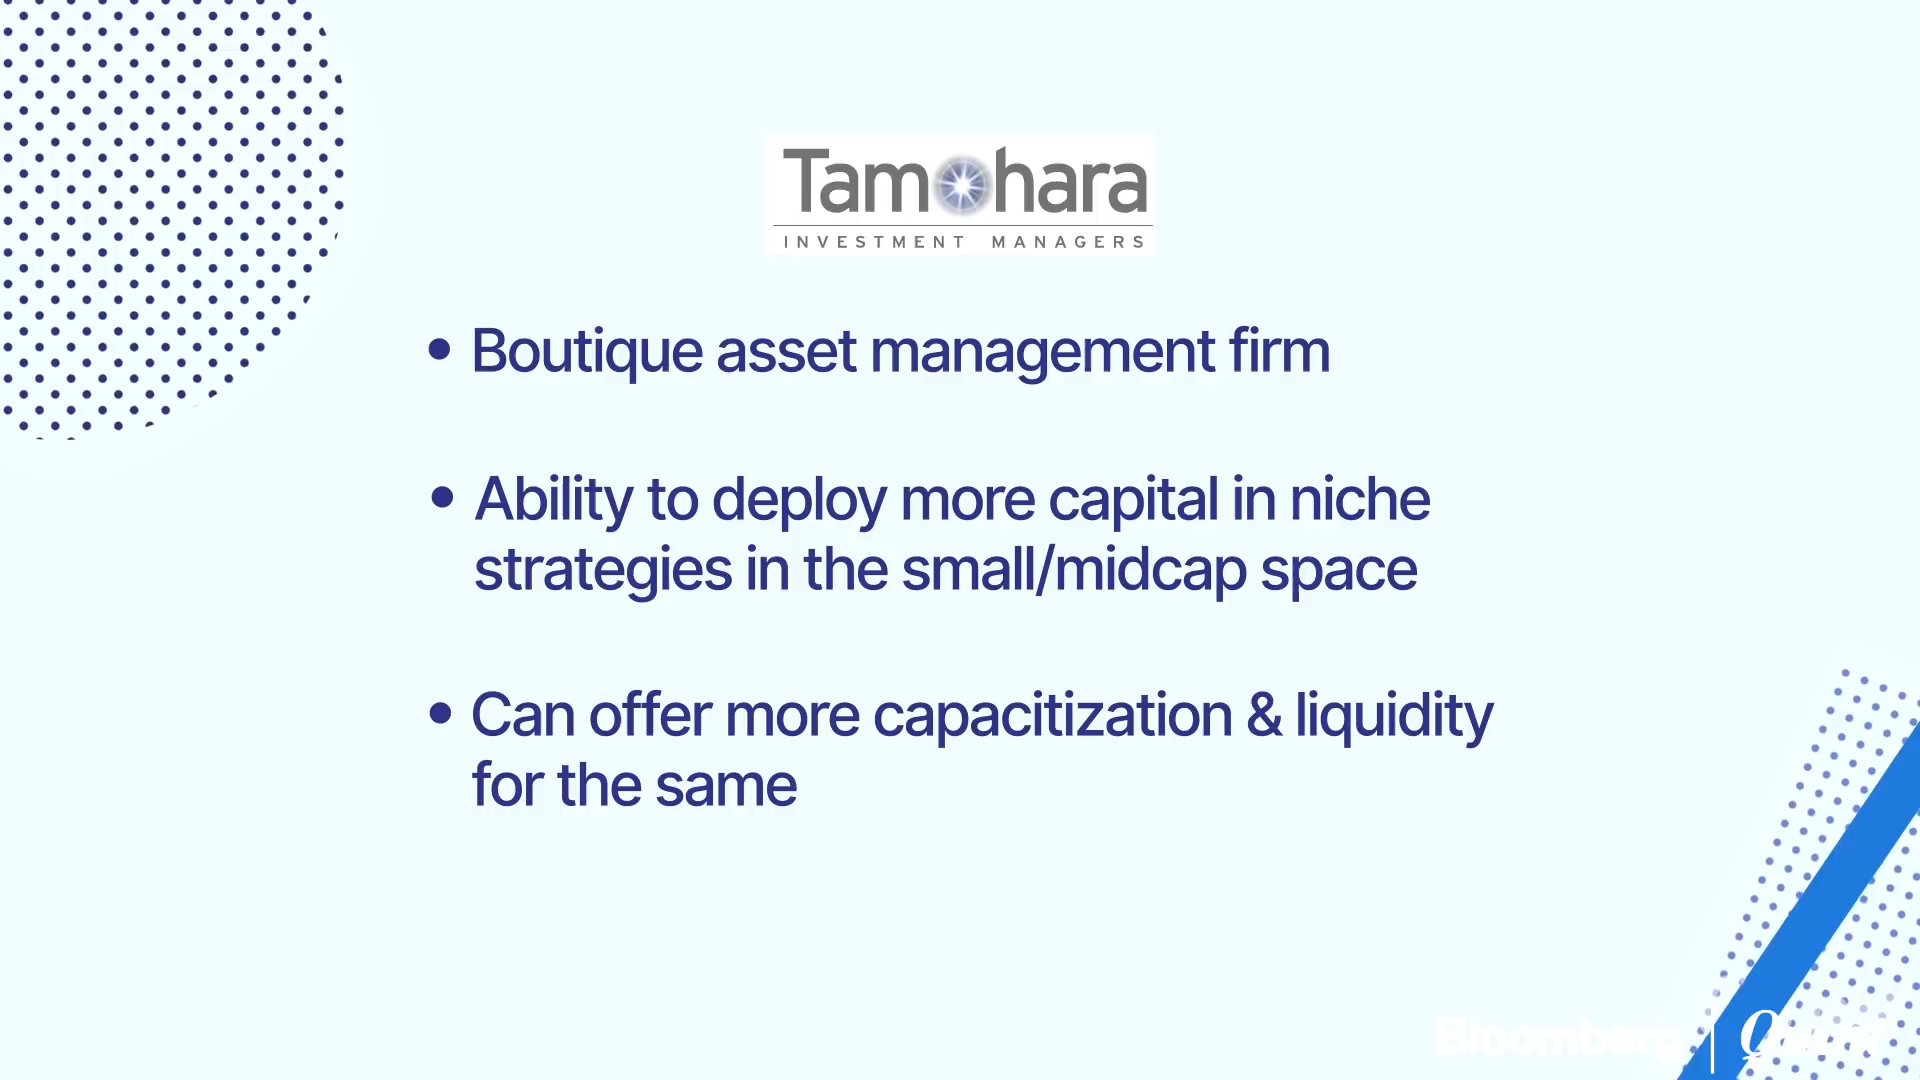 Tamohara
INVESTMENT MANAGERS
• Boutique asset management firm
• Ability to deploy more capital in niche
strategies in the small/midcap space
• Can offer more capacitization & liquidity
for the same
Bloomberg |